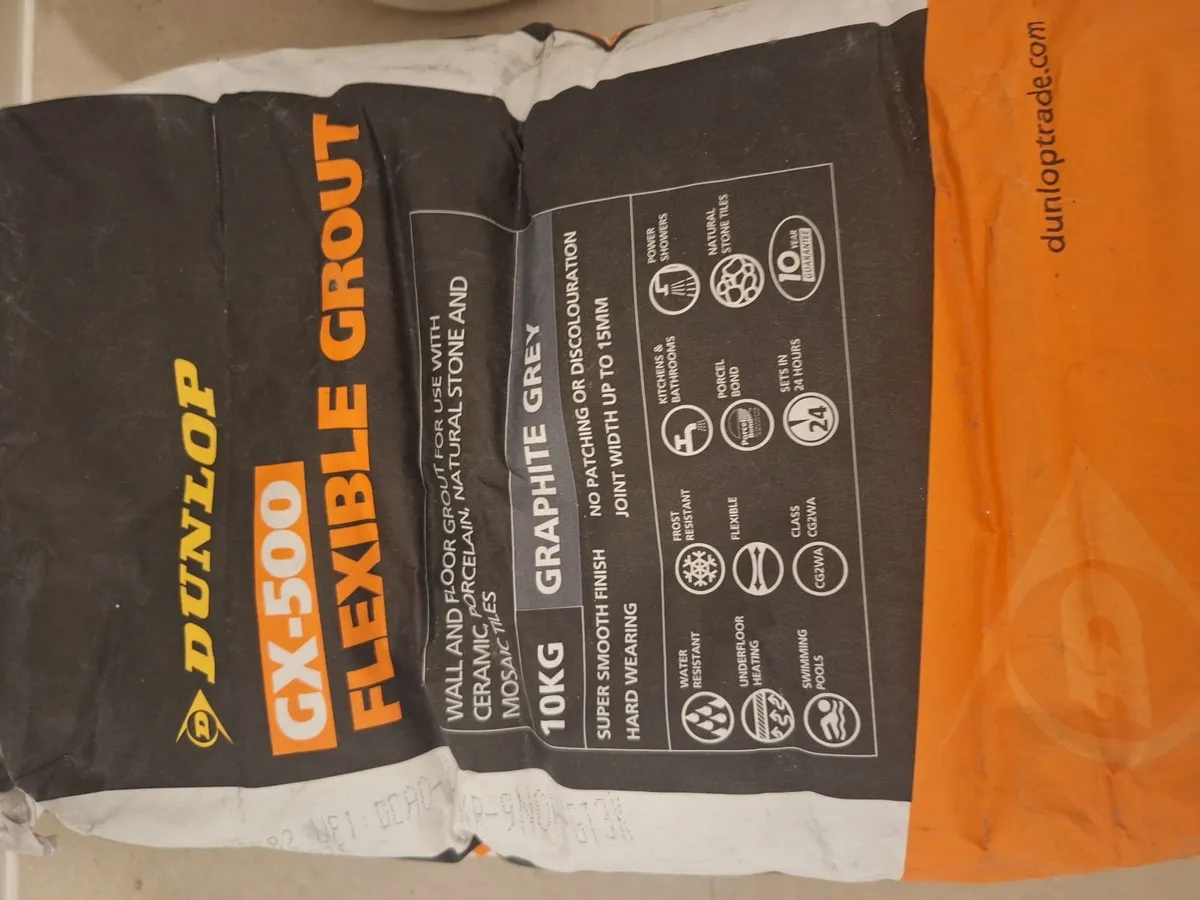 DUNLOP
GX-500
FLEXIBLE GROUT
WALL AND FLOOR GROUT FOR USE WITH
CERAMIC, PORCELAIN, NATURAL STONE AND
MOSAIC TILES
10KG
GRAPHITE GREY
SUPER SMOOTH FINISH
NO PATCHING OR DISCOLOURATION
HARD WEARING
JOINT WIDTH UP TO 15MM
WATER
RESISTANT
FROST
RESISTANT
KITCHENS &
BATHROOMS
POWER
SHOWERS
UNDERFLOOR
HEATING
FLEXIBLE
Porcel
Bond
PORCEL
BOND
NATURAL
STONE TILES
SWIMMING
POOLS
CG2WA
CLASS
CG2WA
24
SETS IN
24 HOURS
10 YEAR
GUARANTEE
dunloptrade.com
UFI: